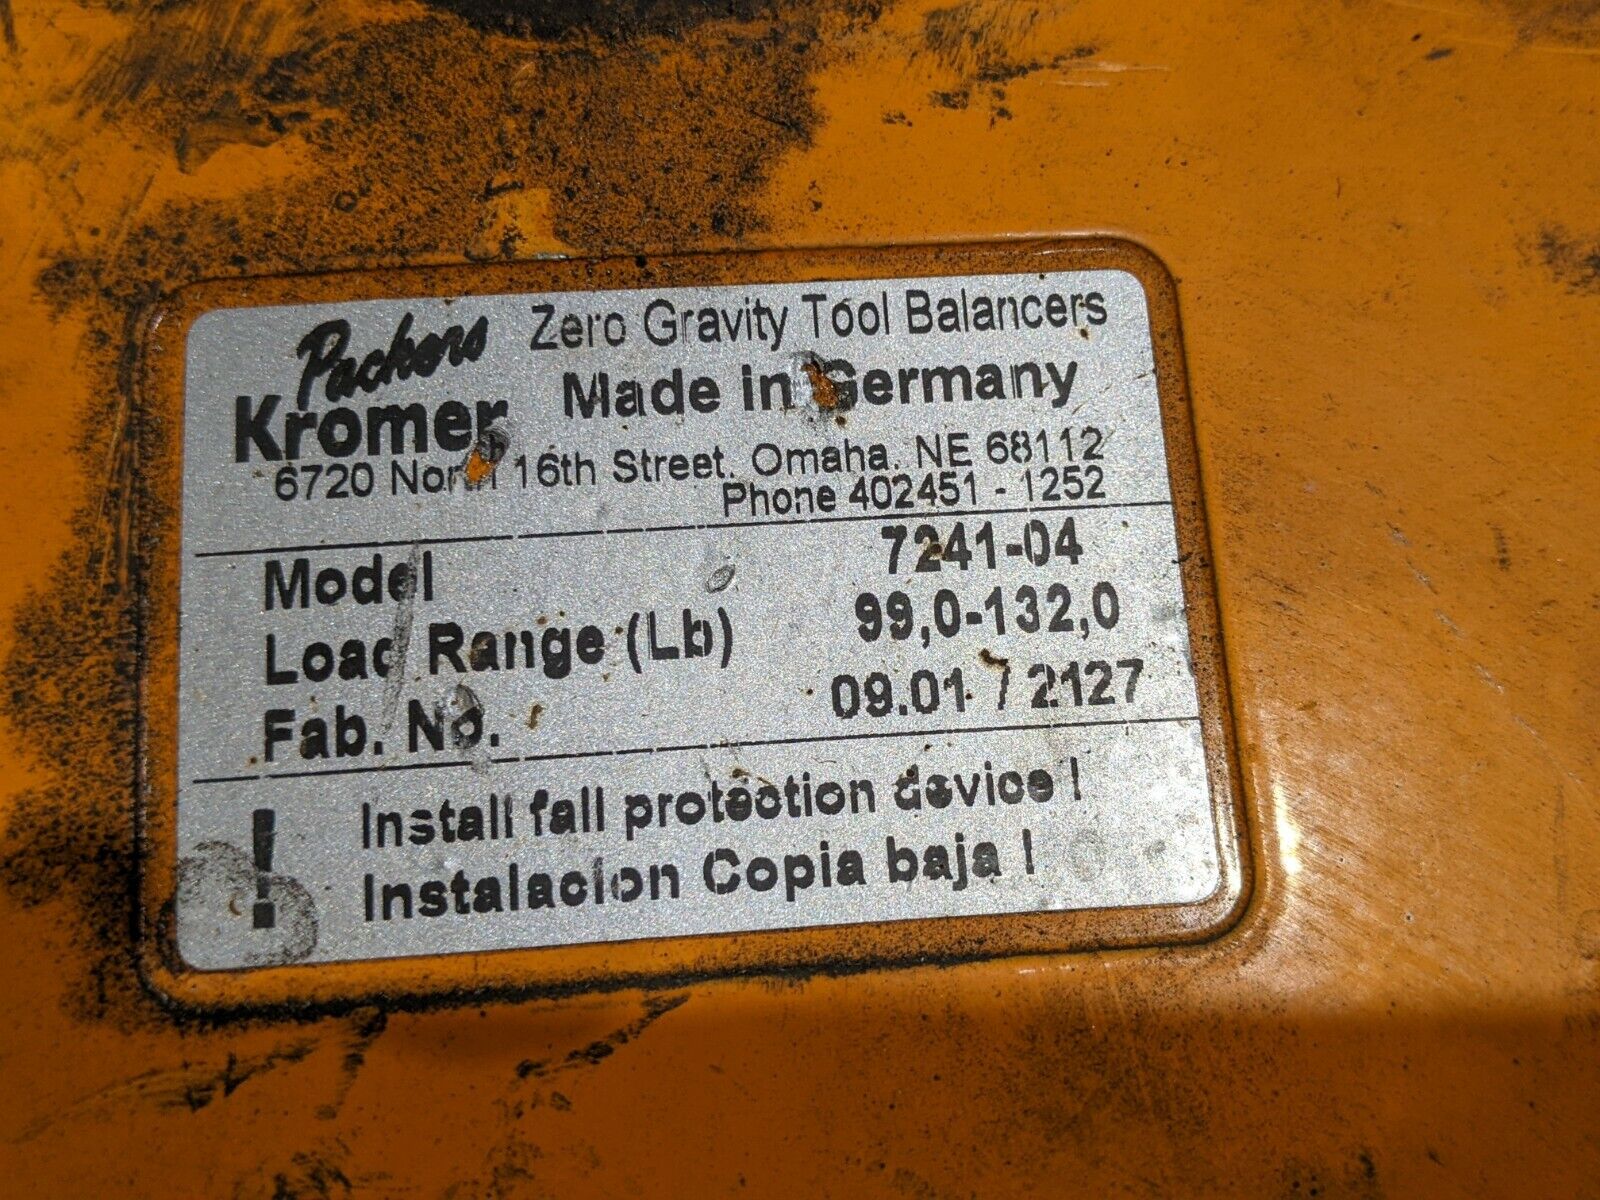 Packers Zero Gravity Tool Balancers
Kromer Made in Germany
6720 North 16th Street. Omaha. NE 68112
Phone 402451 - 1252
Model 7241-04
Load Range (Lb) 99,0-132,0
Fab. No. 09.01 / 2127
! Install fall protection device !
Instalacion Copia baja !